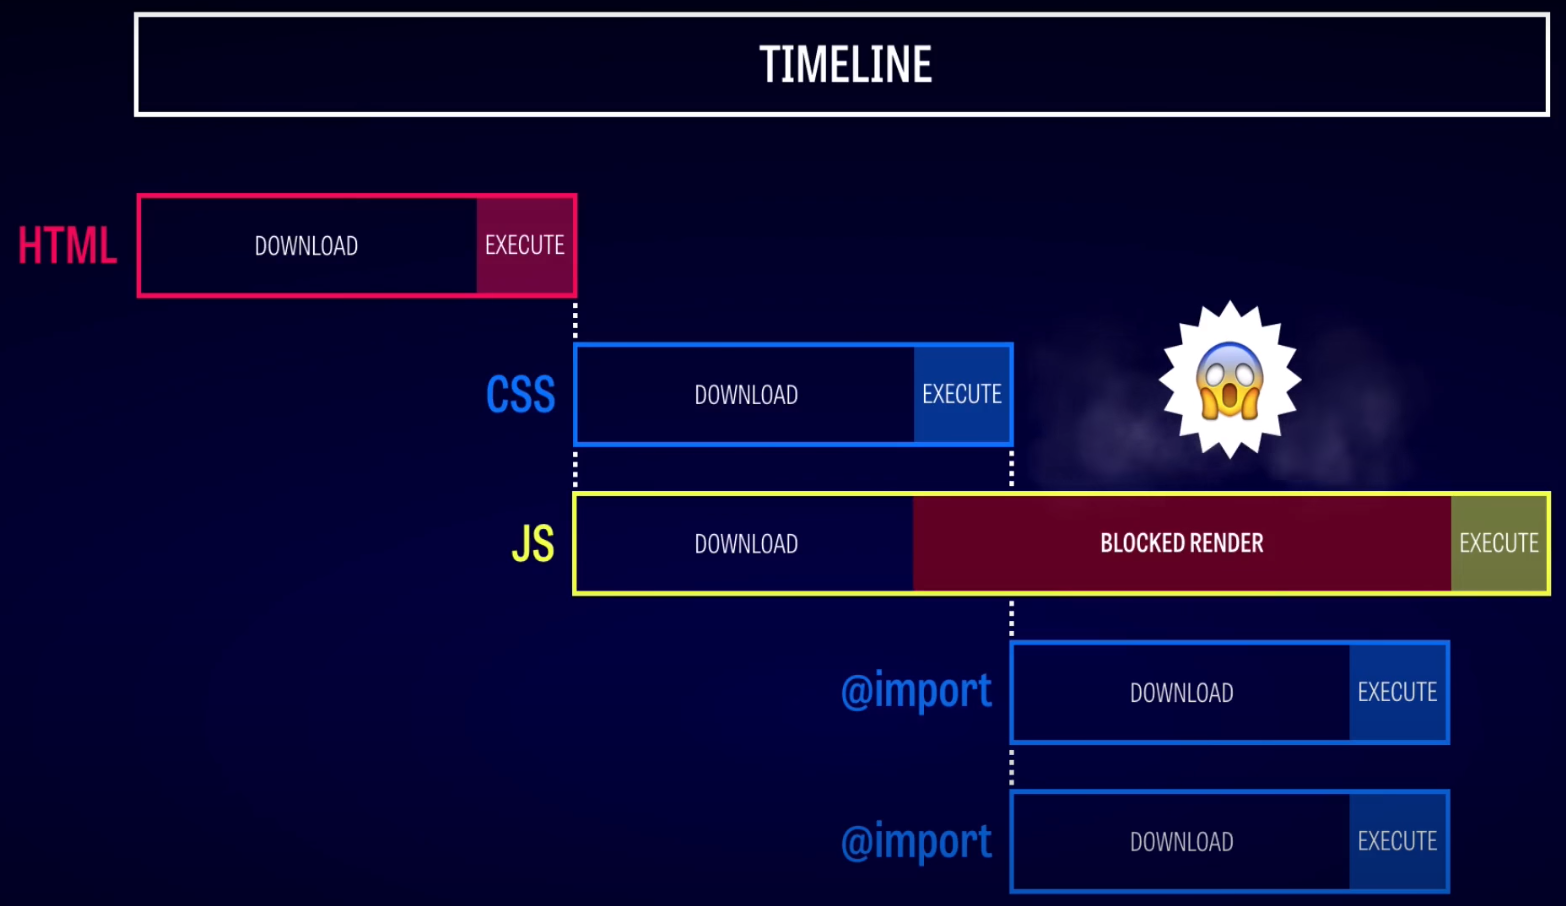 TIMELINE
HTML DOWNLOAD EXECUTE
CSS DOWNLOAD EXECUTE
JS DOWNLOAD BLOCKED RENDER EXECUTE
@import DOWNLOAD EXECUTE
@import DOWNLOAD EXECUTE